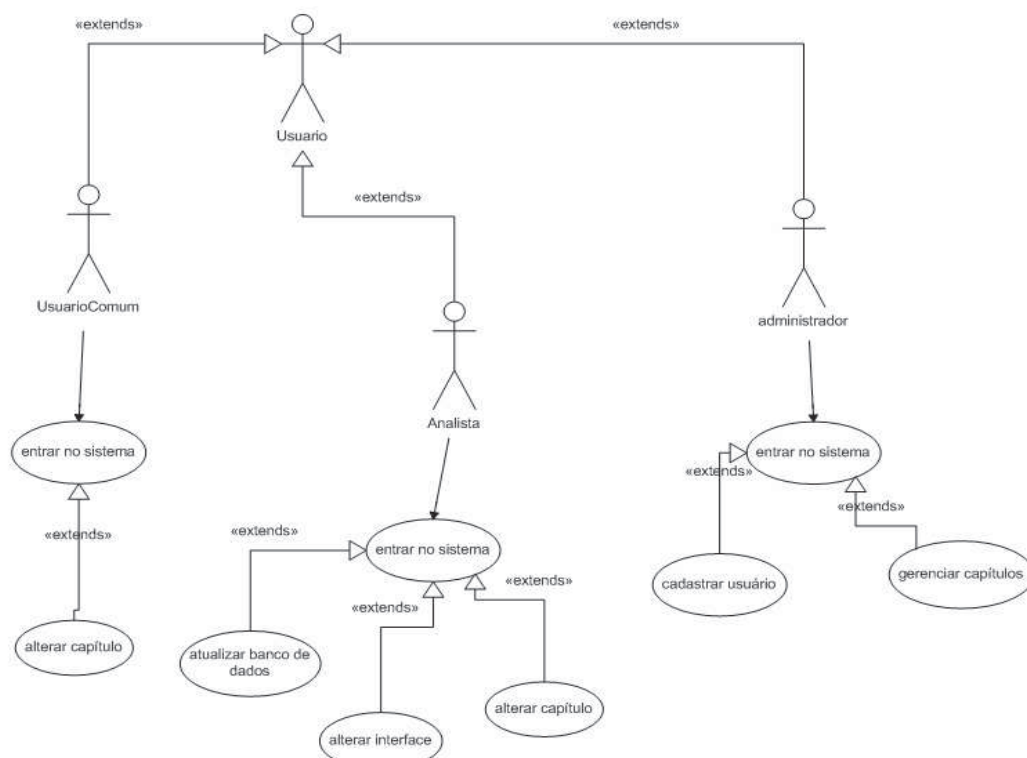 «extends»
«extends»
Usuario
«extends»
UsuarioComum
administrador
Analista
entrar no sistema
entrar no sistema
«extends»
«extends»
«extends»
«extends»
entrar no sistema
gerenciar capítulos
cadastrar usuário
«extends»
«extends»
alterar capítulo
atualizar banco de
dados
alterar capítulo
alterar interface